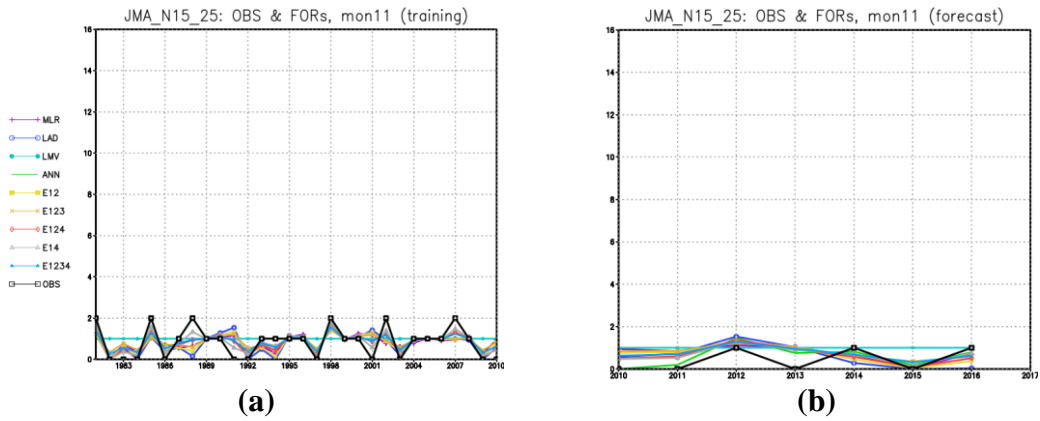 JMA_N15_25: OBS & FORs, mon11 (training)
16
14
12
10
8
6
4
2
0
1983
1986
1989
1992
1995
1998
2001
2004
2007
2010
MLR
LAD
LMV
ANN
E12
E123
E124
E14
E1234
OBS
(a)
JMA_N15_25: OBS & FORs, mon11 (forecast)
16
14
12
10
8
6
4
2
0
2010
2011
2012
2013
2014
2015
2016
2017
(b)